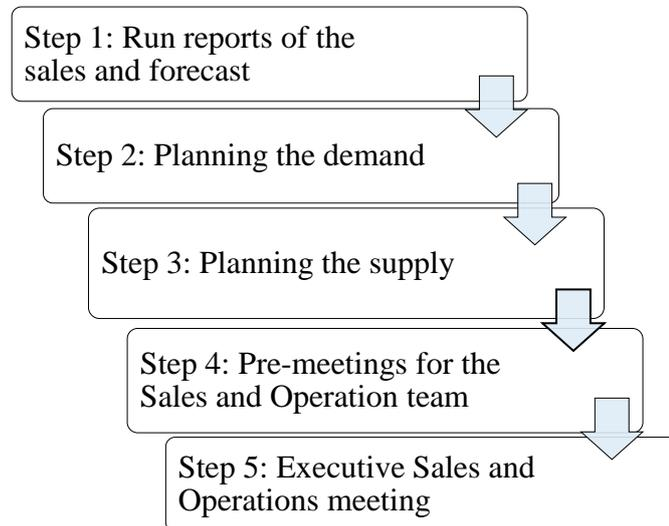 Step 1: Run reports of the
sales and forecast
Step 2: Planning the demand
Step 3: Planning the supply
Step 4: Pre-meetings for the
Sales and Operation team
Step 5: Executive Sales and
Operations meeting